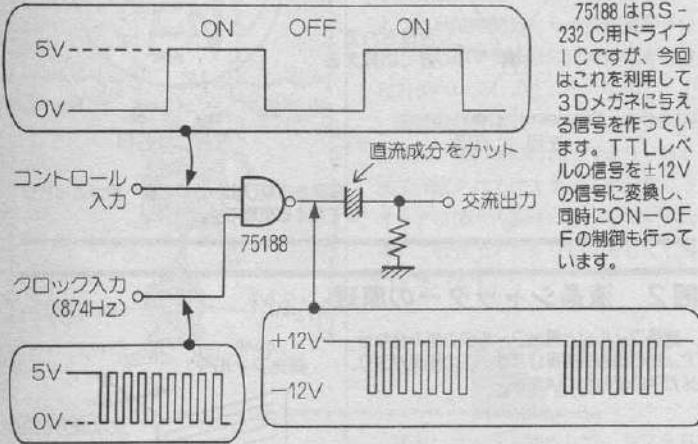 ON
OFF
ON
5V
0V
75188はRS-
232C用ドライブ
ICですが、今回
はこれを利用して
3Dメガネに与え
る信号を作ってい
ます。TTLレベ
ルの信号を±12V
の信号に変換し、
同時にON-OF
Fの制御も行って
います。
コントロール
入力
直流成分をカット
交流出力
75188
クロック入力
(874Hz)
5V
0V
+12V
-12V